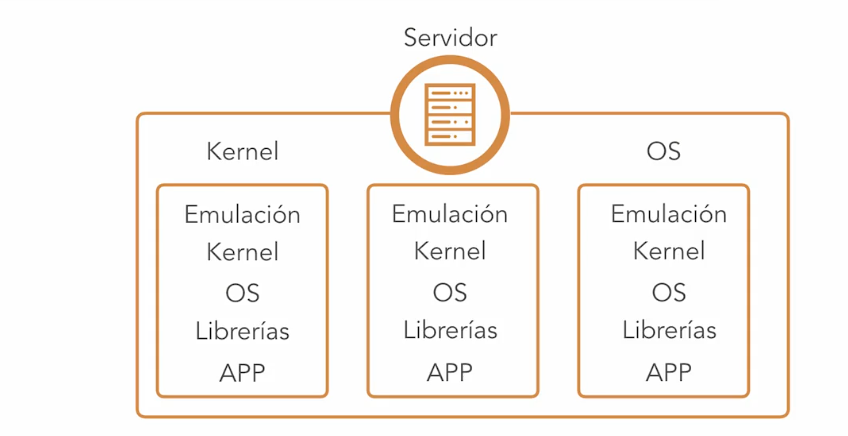 Servidor
Kernel
OS
Emulación
Kernel
OS
Librerías
APP
Emulación
Kernel
OS
Librerías
APP
Emulación
Kernel
OS
Librerías
APP